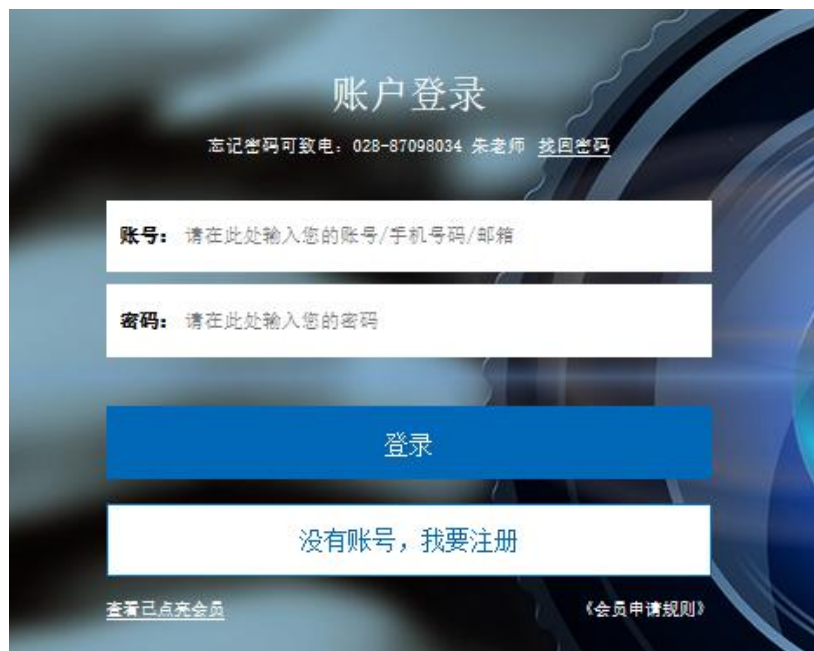 账户登录
忘记密码可致电：028-87098034 朱老师 找回密码
账号： 请在此处输入您的账号/手机号码/邮箱
密码： 请在此处输入您的密码
登录
没有账号，我要注册
查看已点亮会员 《会员申请规则》